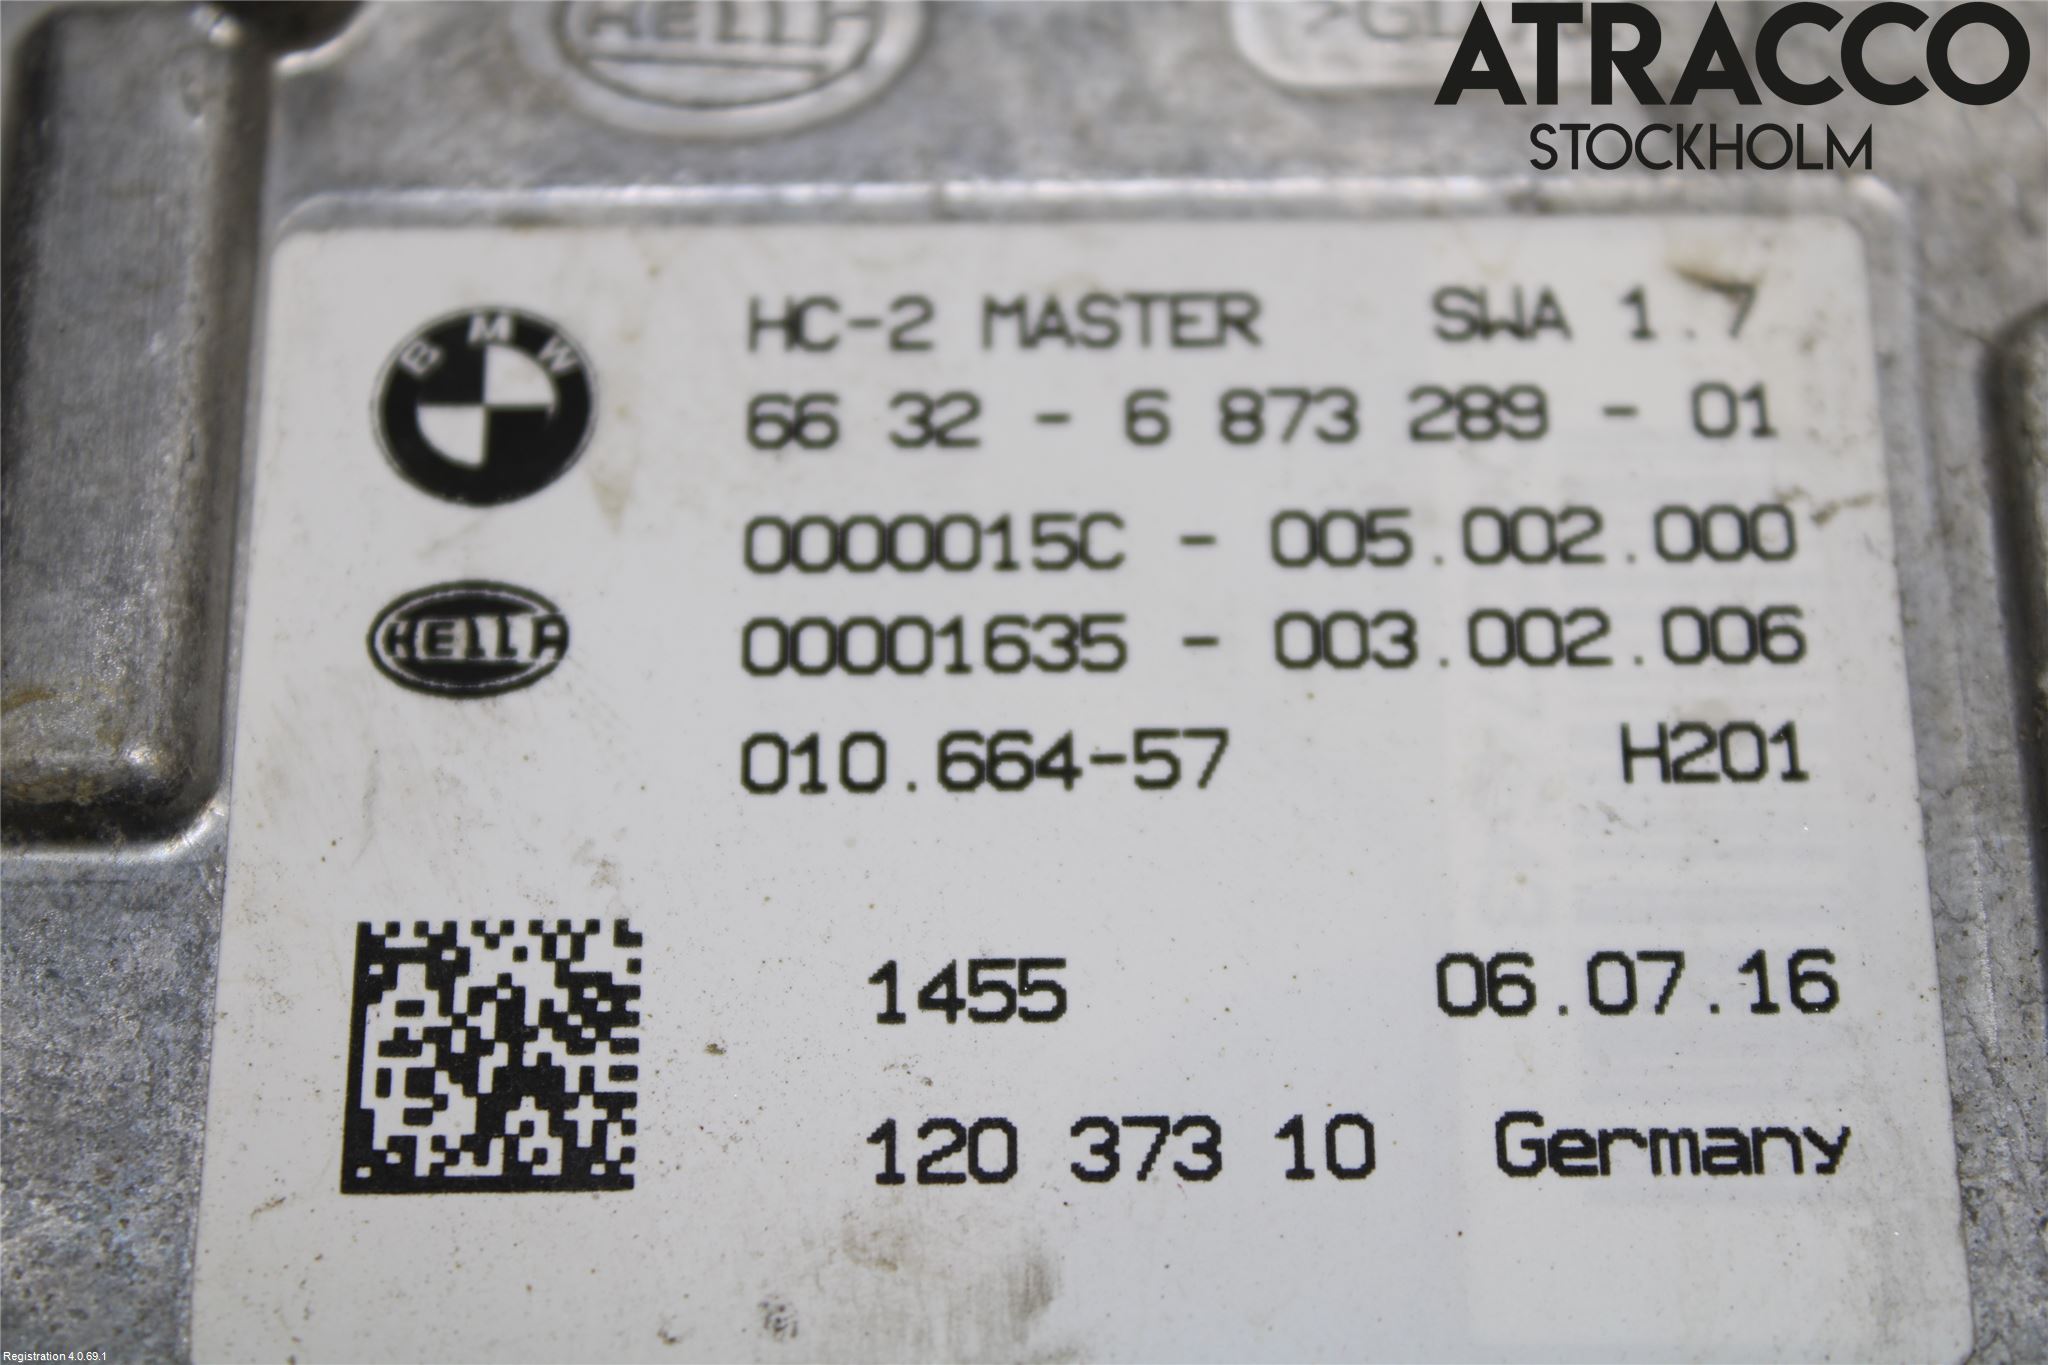 HELLA
ATRACCO
STOCKHOLM
BMW
HC-2 MASTER SWA 1.7
66 32 - 6 873 289 - 01
0000015C - 005.002.000
HELLA
00001635 - 003.002.006
010.664-57 H201
1455 06.07.16
120 373 10 Germany
Registration 4.0.69.1